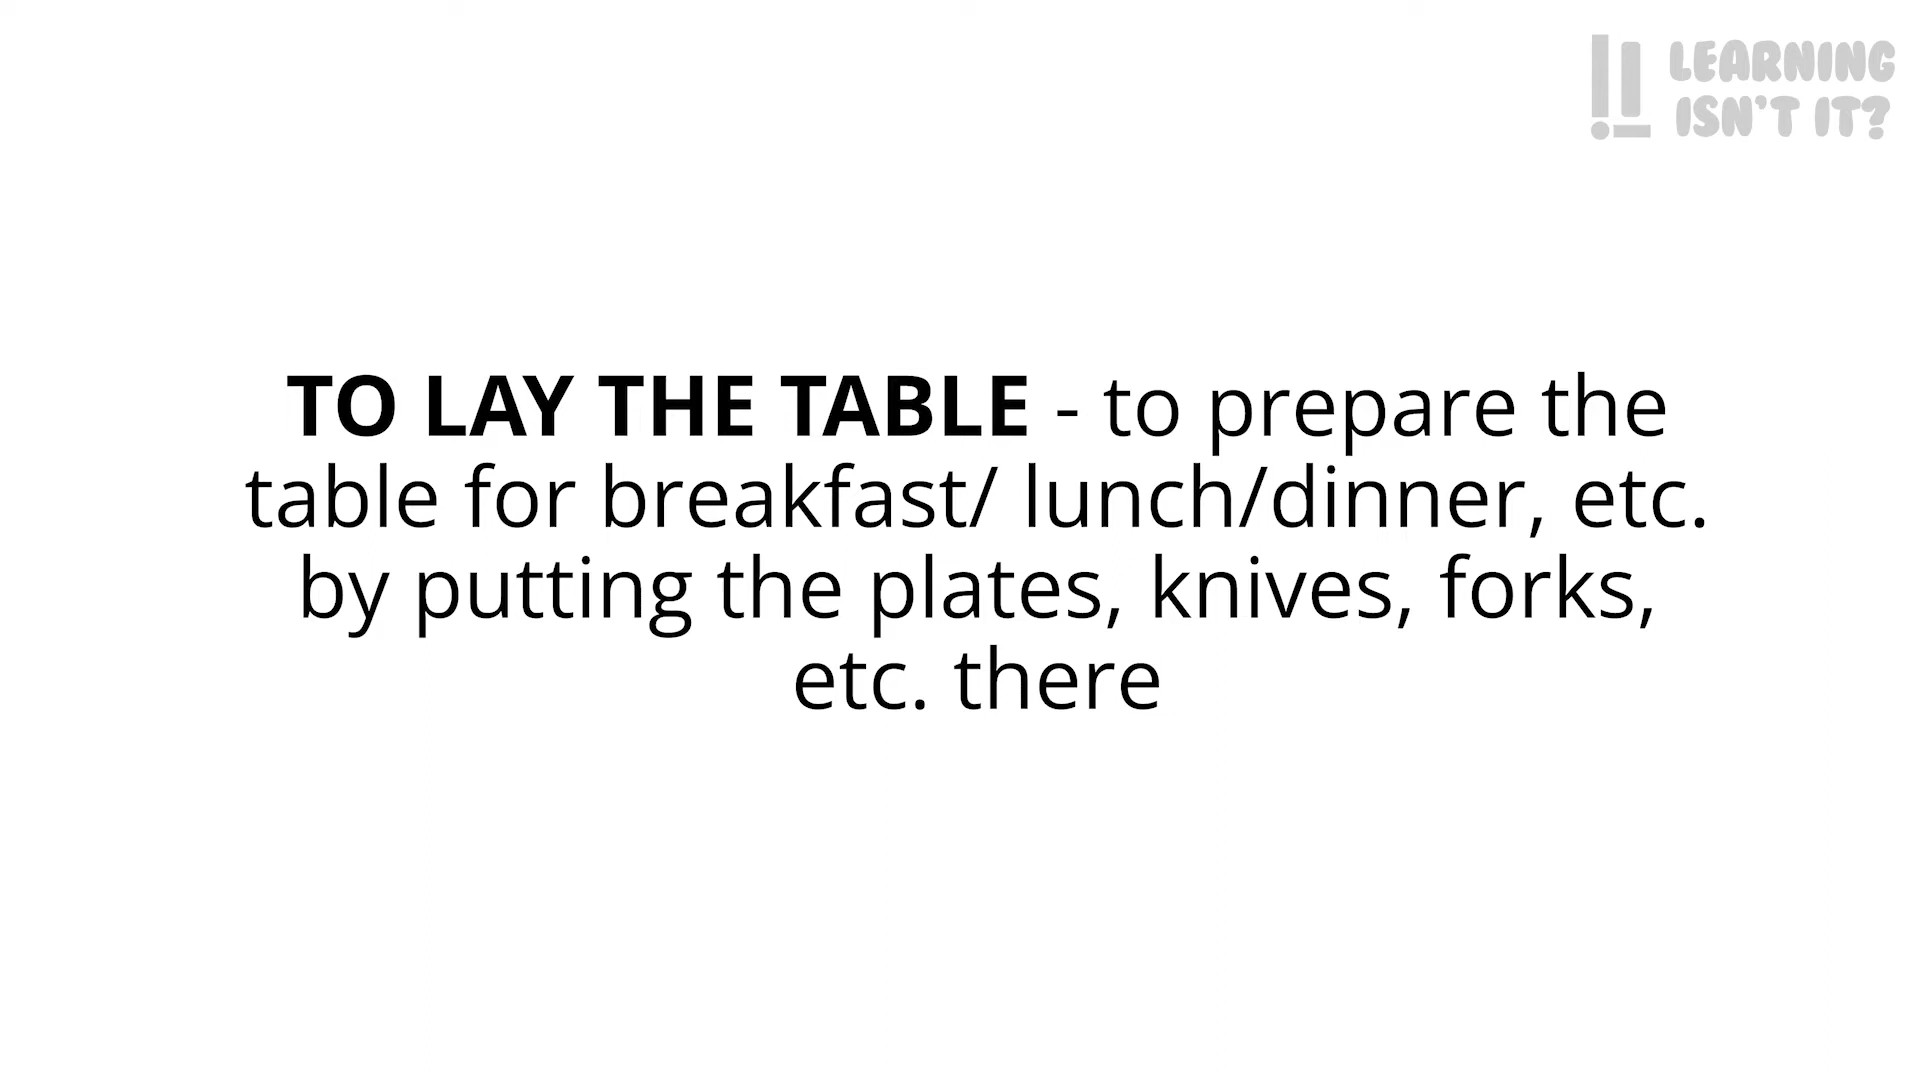 LEARNING
ISN'T IT?
TO LAY THE TABLE - to prepare the
table for breakfast/ lunch/dinner, etc.
by putting the plates, knives, forks,
etc. there